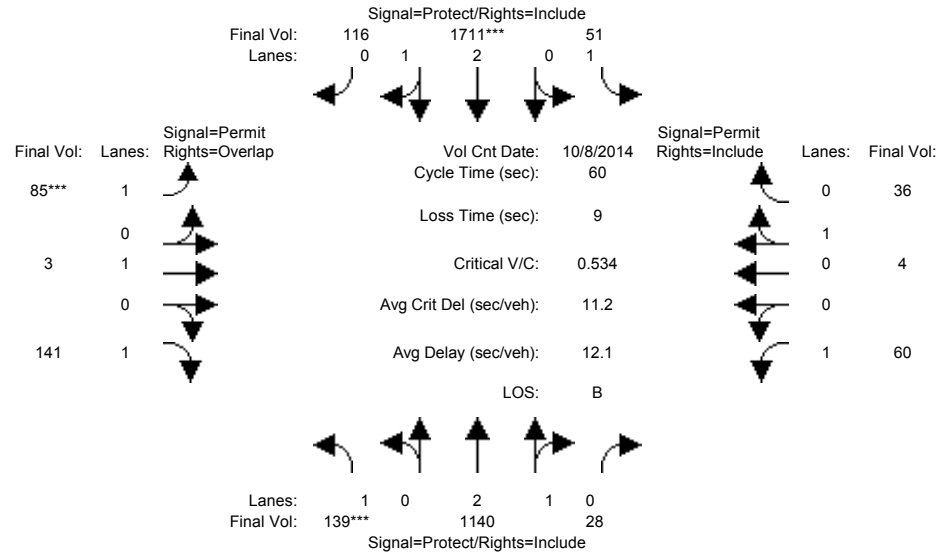 Signal=Protect/Rights=Include
Final Vol: 116 1711*** 51
Lanes: 0 1 2 0 1
Signal=Permit Signal=Permit
Final Vol: Lanes: Rights=Overlap Vol Cnt Date: 10/8/2014 Rights=Include Lanes: Final Vol:
Cycle Time (sec): 60
85*** 1 0 36
Loss Time (sec): 9
0 1
3 1 Critical V/C: 0.534 0 4
0 Avg Crit Del (sec/veh): 11.2 0
141 1 Avg Delay (sec/veh): 12.1 1 60
LOS: B
Lanes: 1 0 2 1 0
Final Vol: 139*** 1140 28
Signal=Protect/Rights=Include